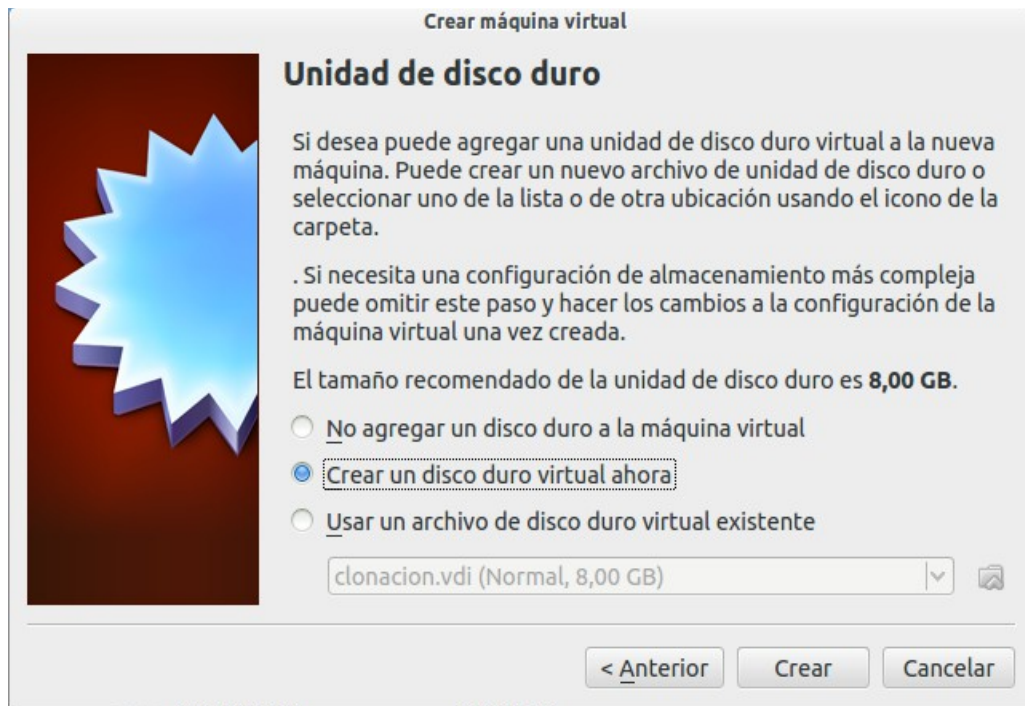 Crear máquina virtual
Unidad de disco duro
Si desea puede agregar una unidad de disco duro virtual a la nueva
máquina. Puede crear un nuevo archivo de unidad de disco duro o
seleccionar uno de la lista o de otra ubicación usando el icono de la
carpeta.
. Si necesita una configuración de almacenamiento más compleja
puede omitir este paso y hacer los cambios a la configuración de la
máquina virtual una vez creada.
El tamaño recomendado de la unidad de disco duro es 8,00 GB.
No agregar un disco duro a la máquina virtual
Crear un disco duro virtual ahora
Usar un archivo de disco duro virtual existente
clonacion.vdi (Normal, 8,00 GB)
< Anterior Crear Cancelar